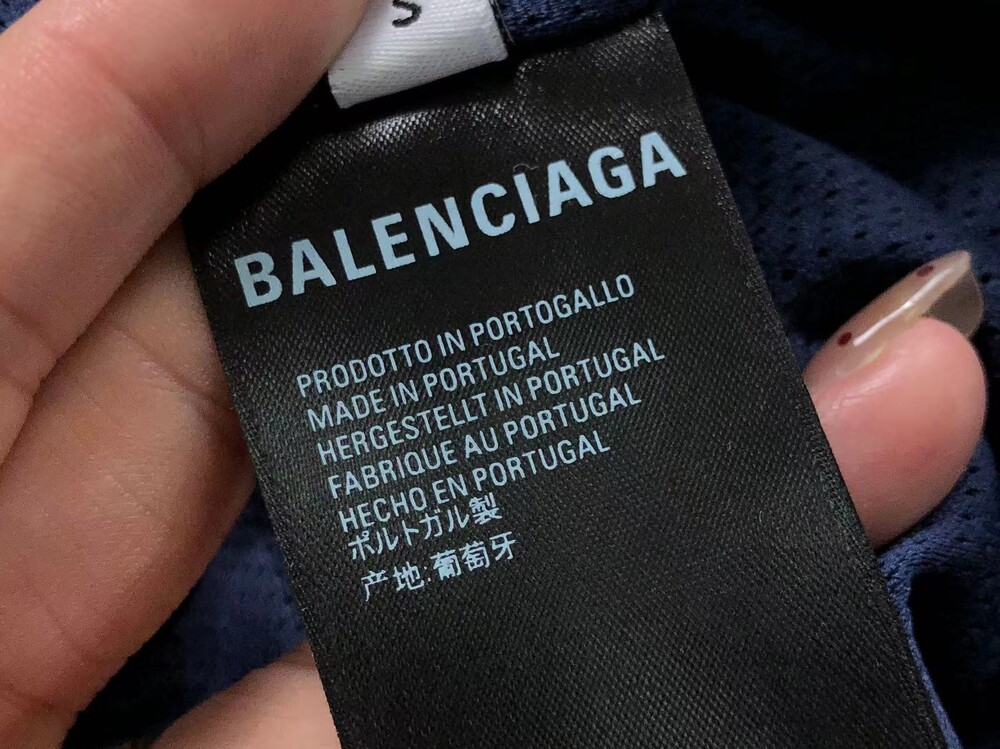 S
BALENCIAGA
PRODOTTO IN PORTOGALLO
MADE IN PORTUGAL
HERGESTELLT IN PORTUGAL
FABRIQUE AU PORTUGAL
HECHO EN PORTUGAL
ポルトガル製
产地:葡萄牙